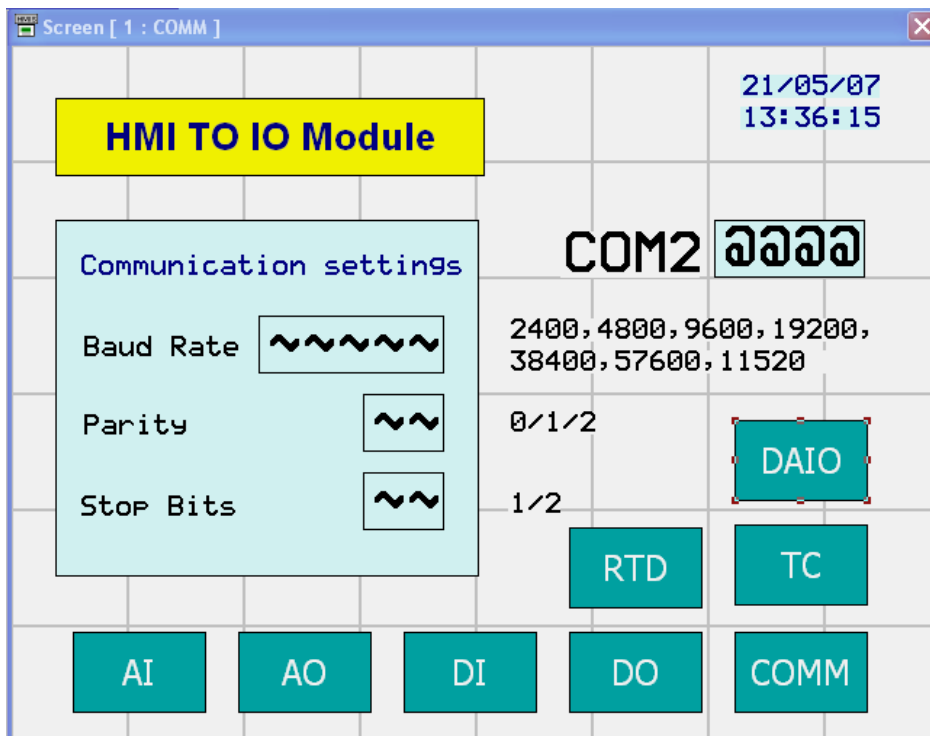 Screen [ 1 : COMM ]
21/05/07
13:36:15
HMI TO IO Module
COM2 @@@@
Communication settings
Baud Rate ~~~~~
2400,4800,9600,19200,
38400,57600,11520
Parity ~~
0/1/2
Stop Bits ~~
1/2
DAIO
RTD
TC
AI
AO
DI
DO
COMM